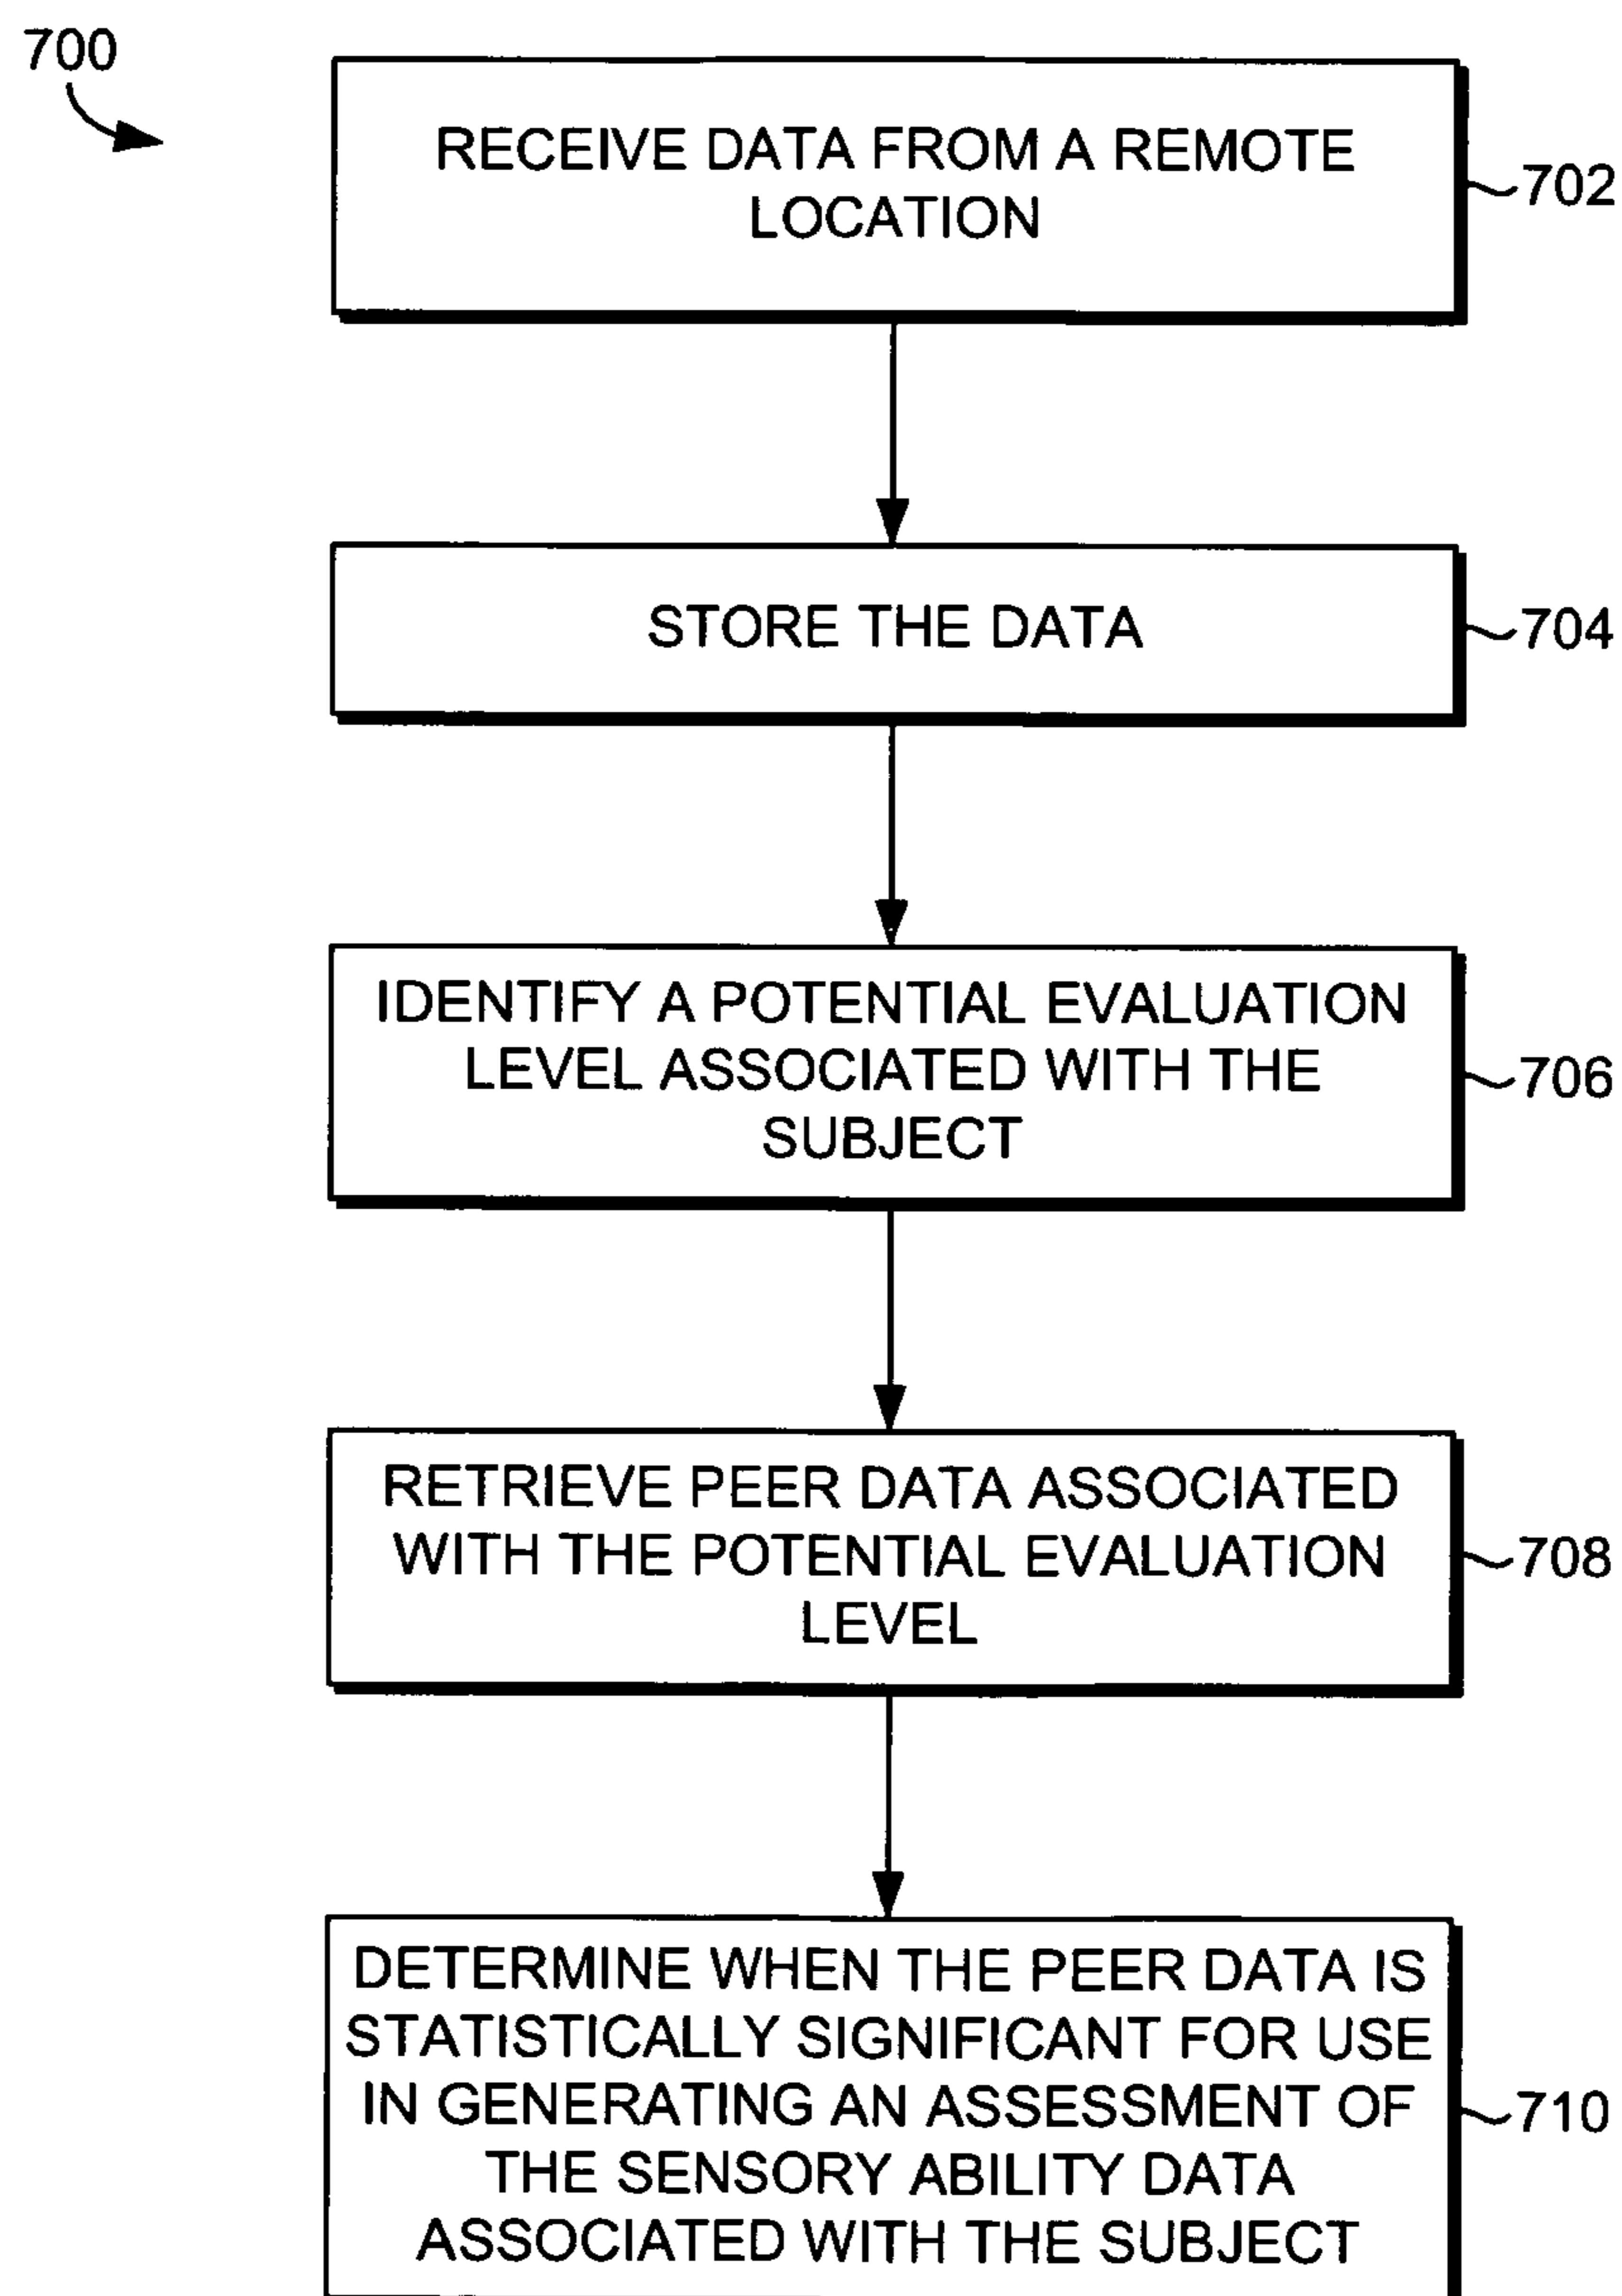 700
RECEIVE DATA FROM A REMOTE
LOCATION
702
STORE THE DATA
704
IDENTIFY A POTENTIAL EVALUATION
LEVEL ASSOCIATED WITH THE
SUBJECT
706
RETRIEVE PEER DATA ASSOCIATED
WITH THE POTENTIAL EVALUATION
LEVEL
708
DETERMINE WHEN THE PEER DATA IS
STATISTICALLY SIGNIFICANT FOR USE
IN GENERATING AN ASSESSMENT OF
THE SENSORY ABILITY DATA
ASSOCIATED WITH THE SUBJECT
710